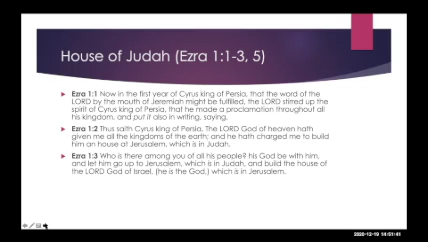 House of Judah (Ezra 1:1-3, 5)
Ezra 1:1 Now in the first year of Cyrus king of Persia, that the word of the
LORD by the mouth of Jeremiah might be fulfilled, the LORD stirred up the
spirit of Cyrus king of Persia, that he made a proclamation throughout all
his kingdom, and put it also in writing, saying,
Ezra 1:2 Thus saith Cyrus king of Persia, The LORD God of heaven hath
given me all the kingdoms of the earth; and he hath charged me to build
him an house at Jerusalem, which is in Judah.
Ezra 1:3 Who is there among you of all his people? his God be with him,
and let him go up to Jerusalem, which is in Judah, and build the house of
the LORD God of Israel, (he is the God,) which is in Jerusalem.
2020-12-19 14:51:41